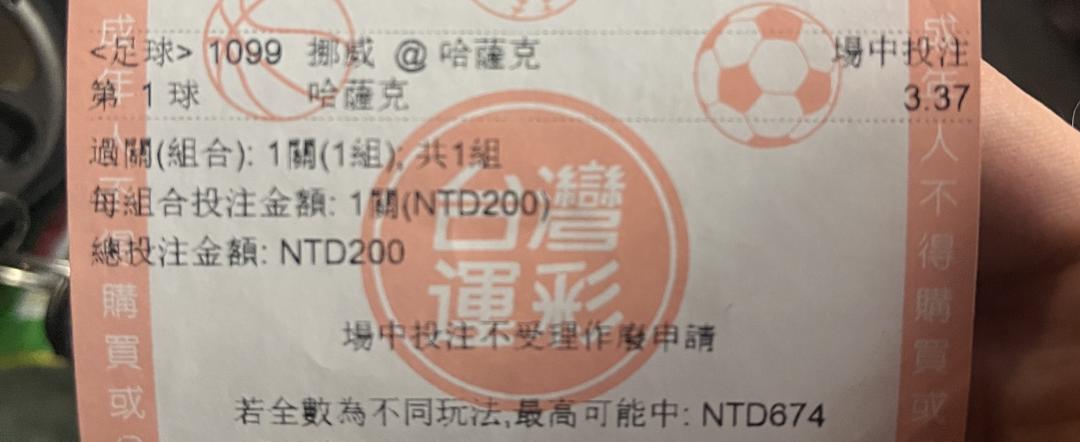 <足球> 1099 挪威 @ 哈薩克 場中投注
第 1 球 哈薩克 3.37
過關(組合): 1關(1組); 共1組
每組合投注金額: 1關(NTD200)
總投注金額: NTD200
場中投注不受理作廢申請
若全數為不同玩法,最高可能中: NTD674
台灣
運彩
成年人不得購買或
成年人不得購買或